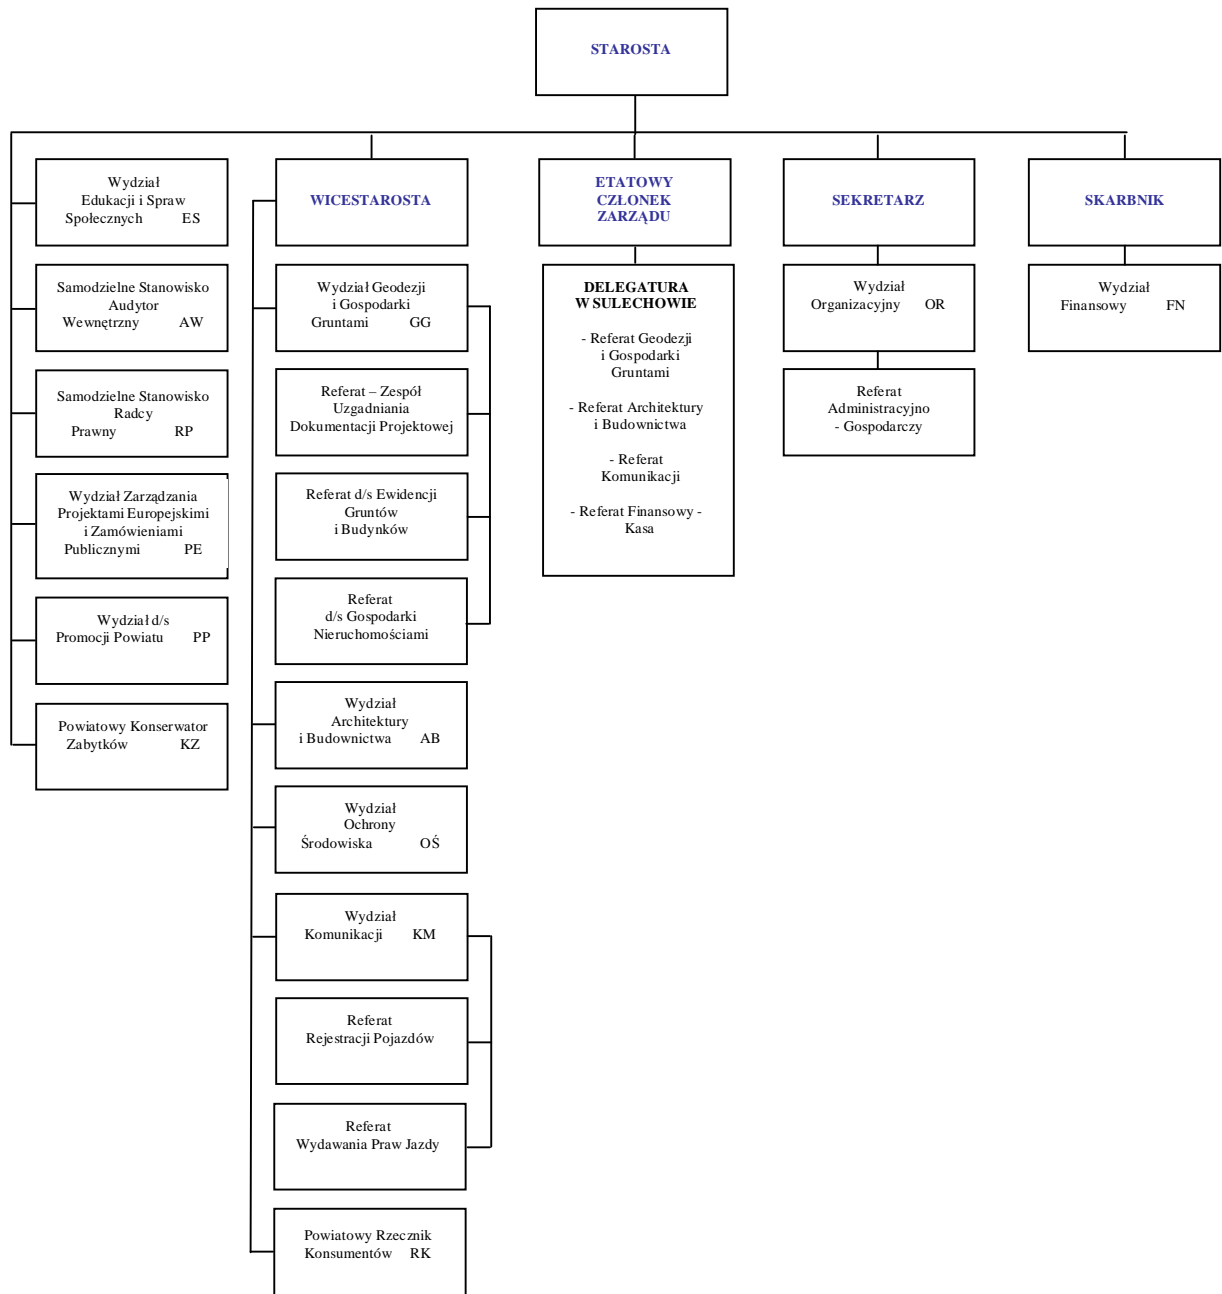 STAROSTA
Wydział
Edukacji i Spraw
Społecznych ES
Samodzielne Stanowisko
Audytor
Wewnętrzny AW
Samodzielne Stanowisko
Radcy
Prawny RP
Wydział Zarządzania
Projektami Europejskimi
i Zamówieniami
Publicznymi PE
Wydział d/s
Promocji Powiatu PP
Powiatowy Konserwator
Zabytków KZ
WICESTAROSTA
Wydział Geodezji
i Gospodarki
Gruntami GG
Referat – Zespół
Uzgadniania
Dokumentacji Projektowej
Referat d/s Ewidencji
Gruntów
i Budynków
Referat
d/s Gospodarki
Nieruchomościami
Wydział
Architektury
i Budownictwa AB
Wydział
Ochrony
Środowiska OŚ
Wydział
Komunikacji KM
Referat
Rejestracji Pojazdów
Referat
Wydawania Praw Jazdy
Powiatowy Rzecznik
Konsumentów RK
ETATOWY
CZŁONEK
ZARZĄDU
DELEGATURA
W SULECHOWIE
- Referat Geodezji
i Gospodarki
Gruntami
- Referat Architektury
i Budownictwa
- Referat
Komunikacji
- Referat Finansowy -
Kasa
SEKRETARZ
Wydział
Organizacyjny OR
Referat
Administracyjno
- Gospodarczy
SKARBNIK
Wydział
Finansowy FN